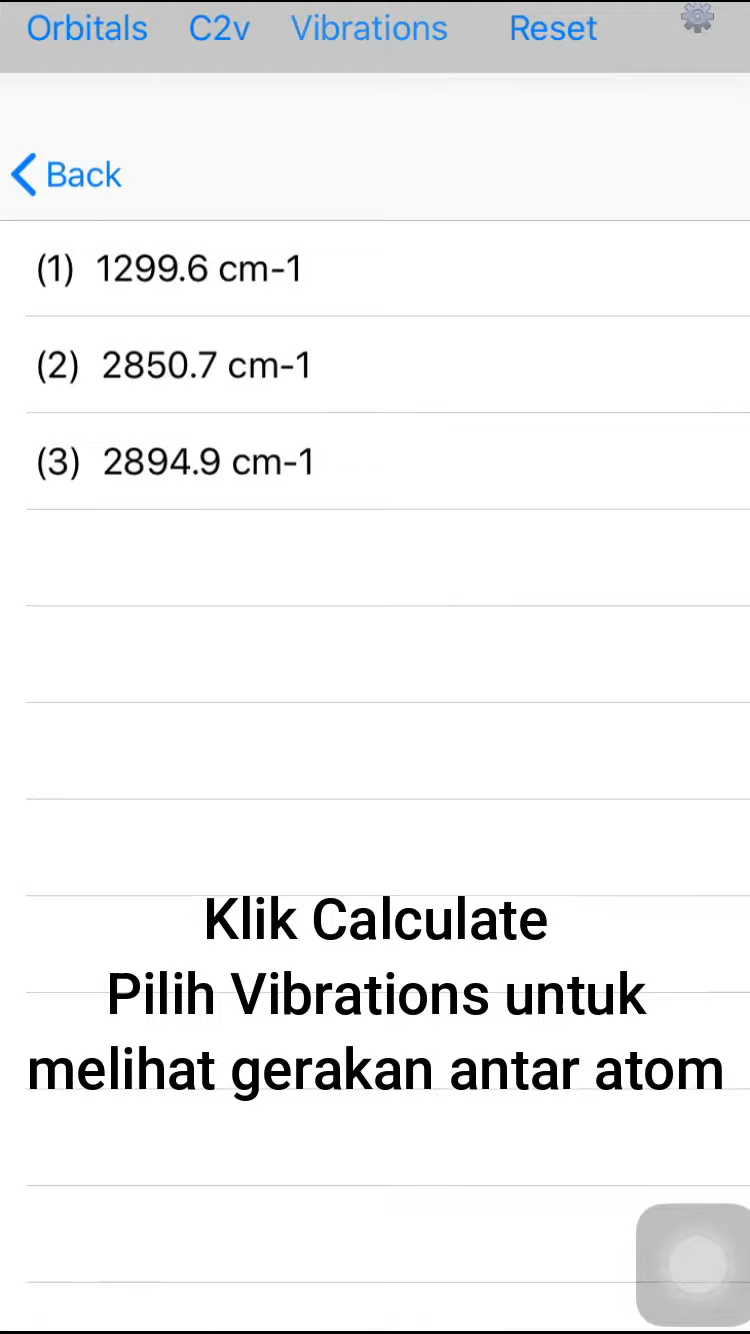 Orbitals C2v Vibrations Reset
Back
(1) 1299.6 cm-1
(2) 2850.7 cm-1
(3) 2894.9 cm-1
Klik Calculate
Pilih Vibrations untuk
melihat gerakan antar atom